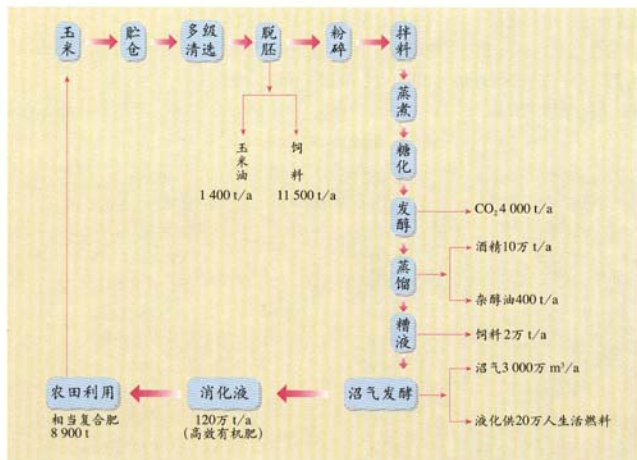 玉米
贮仓
多级清选
脱胚
粉碎
拌料
蒸煮
糖化
发酵
蒸馏
糟液
沼气发酵
消化液
农田利用
玉米油
饲料
1 400 t/a
11 500 t/a
CO₂4 000 t/a
酒精10万 t/a
杂醇油400 t/a
饲料2万 t/a
沼气3 000万 m³/a
液化供20万人生活燃料
120万 t/a
(高效有机肥)
相当复合肥
8 900 t